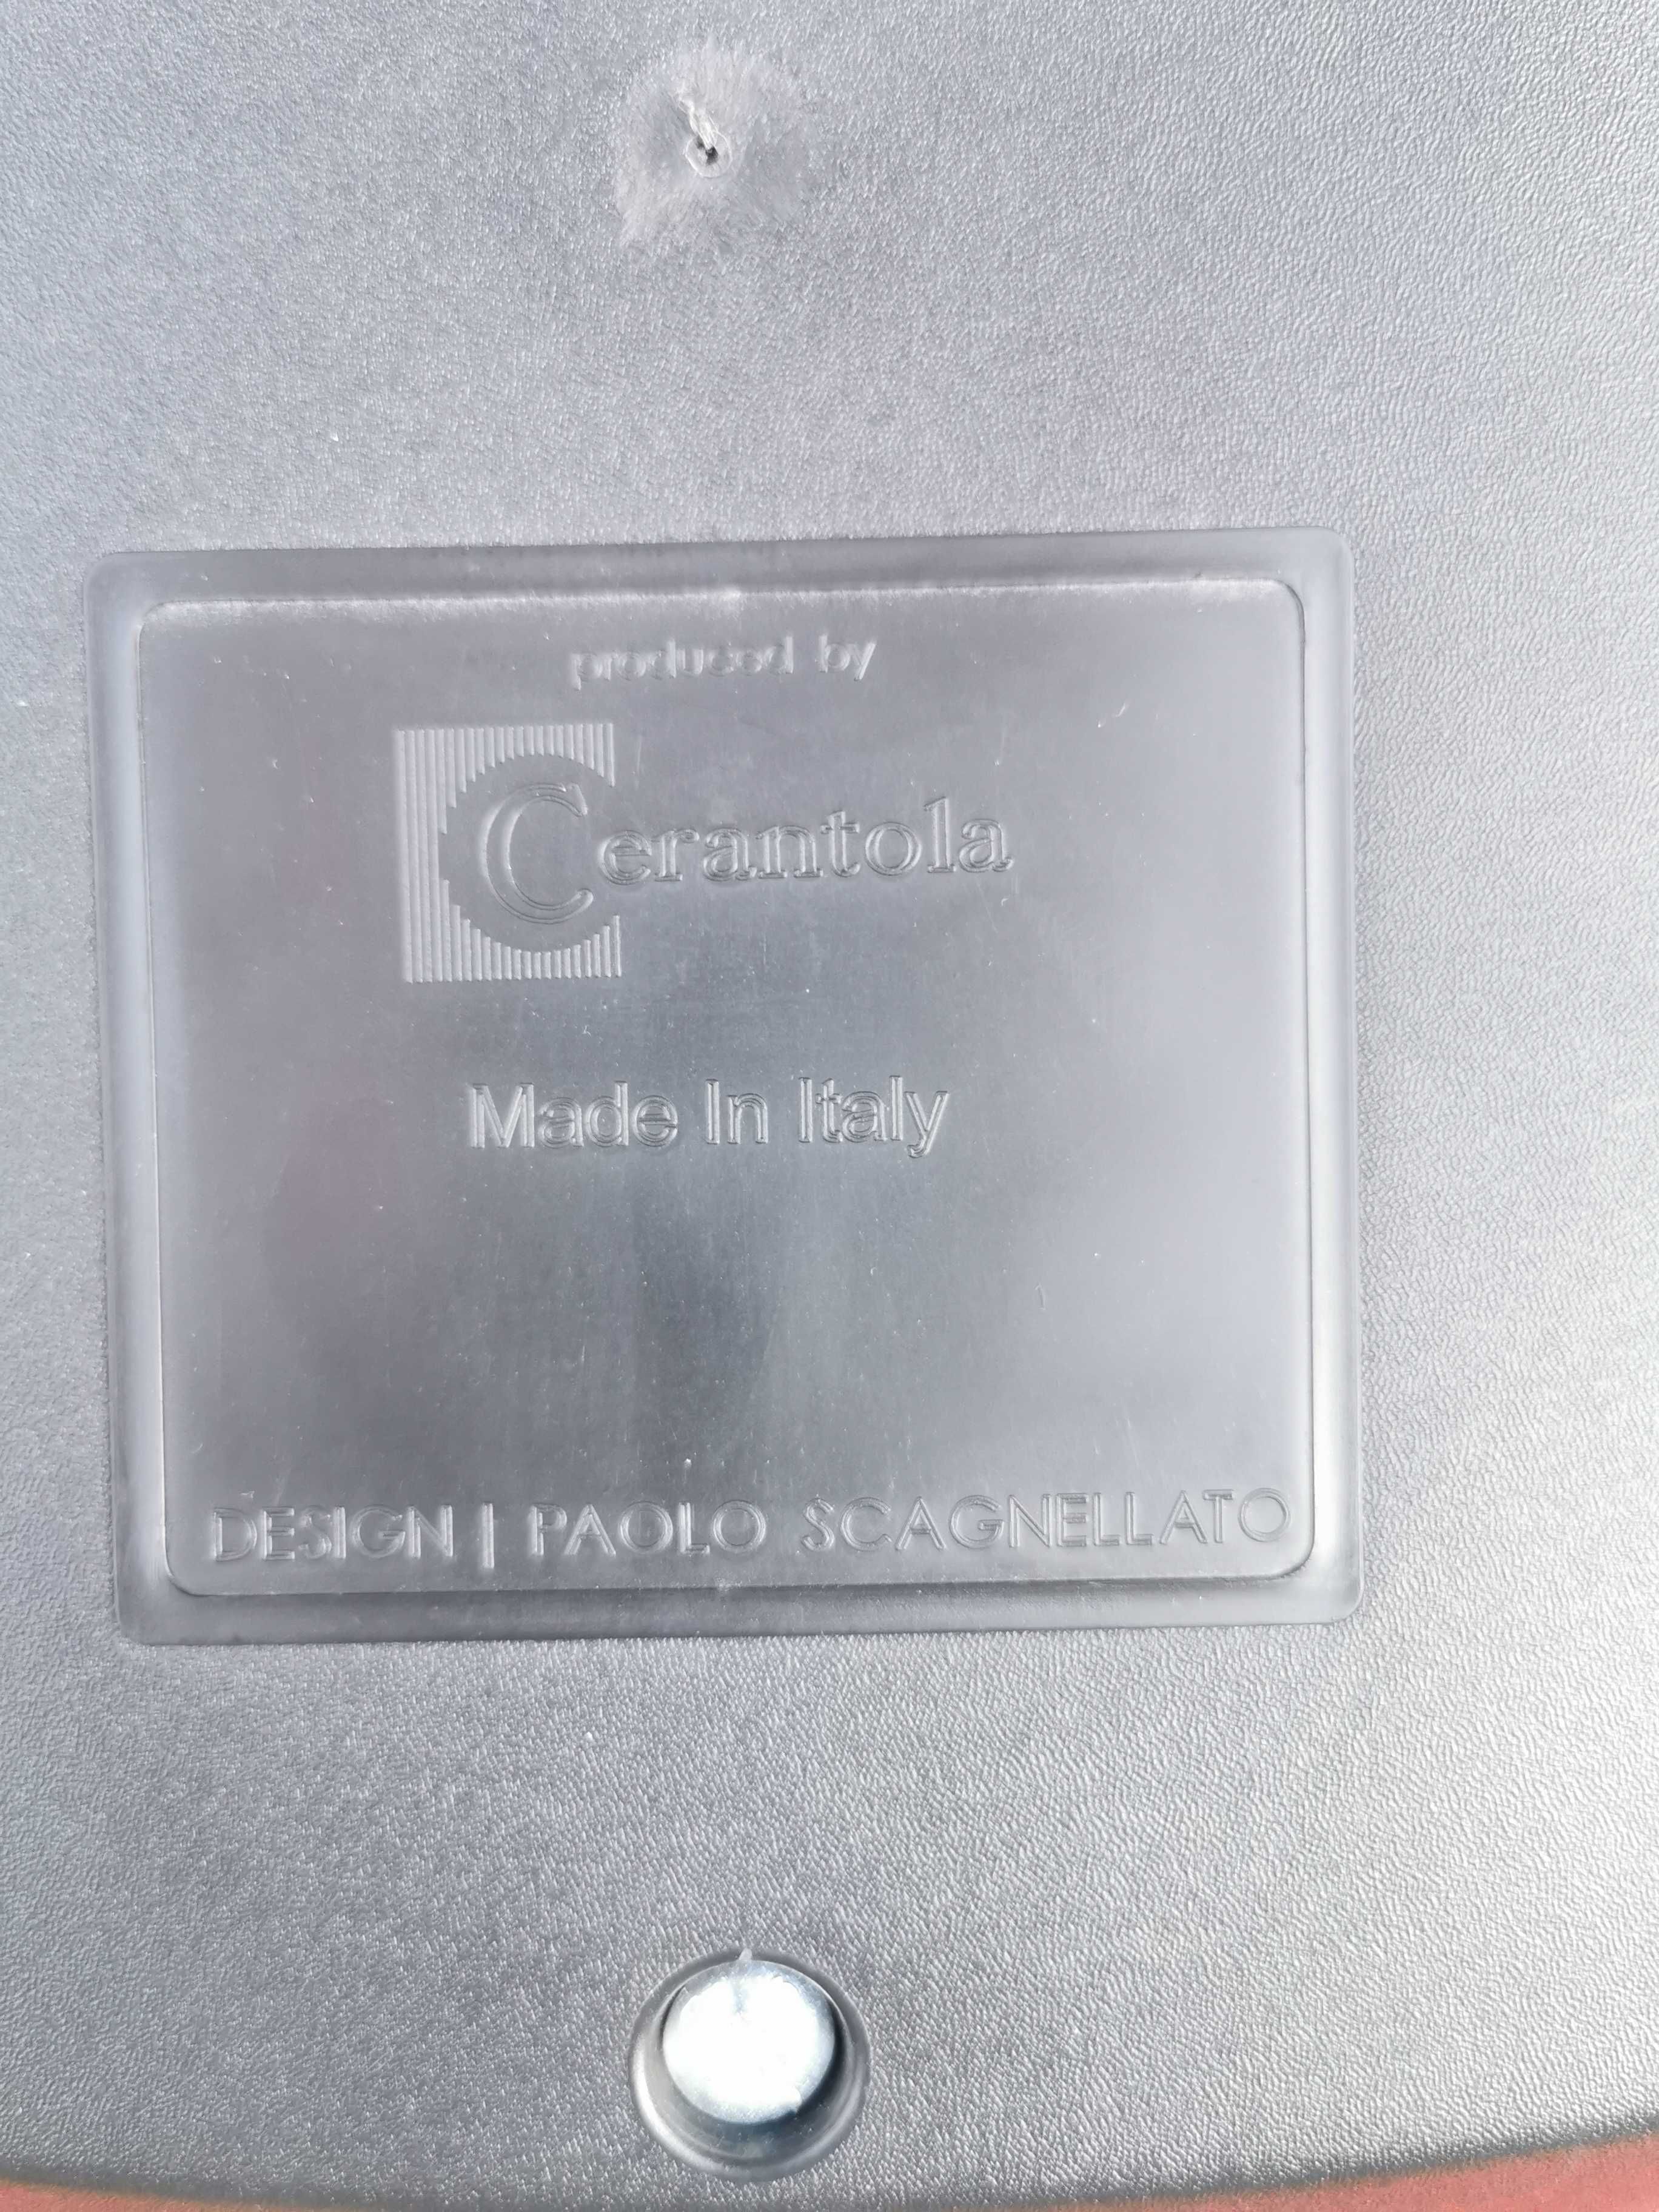 produced by
Cerantola
Made In Italy
DESIGN | PAOLO SCAGNELLATO